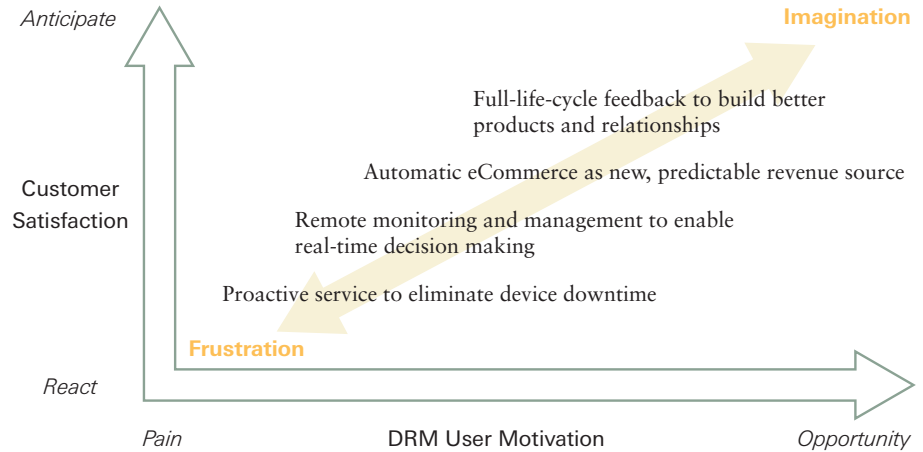 Anticipate
Imagination
Full-life-cycle feedback to build better
products and relationships
Automatic eCommerce as new, predictable revenue source
Customer
Satisfaction
Remote monitoring and management to enable
real-time decision making
Proactive service to eliminate device downtime
Frustration
React
Pain
DRM User Motivation
Opportunity